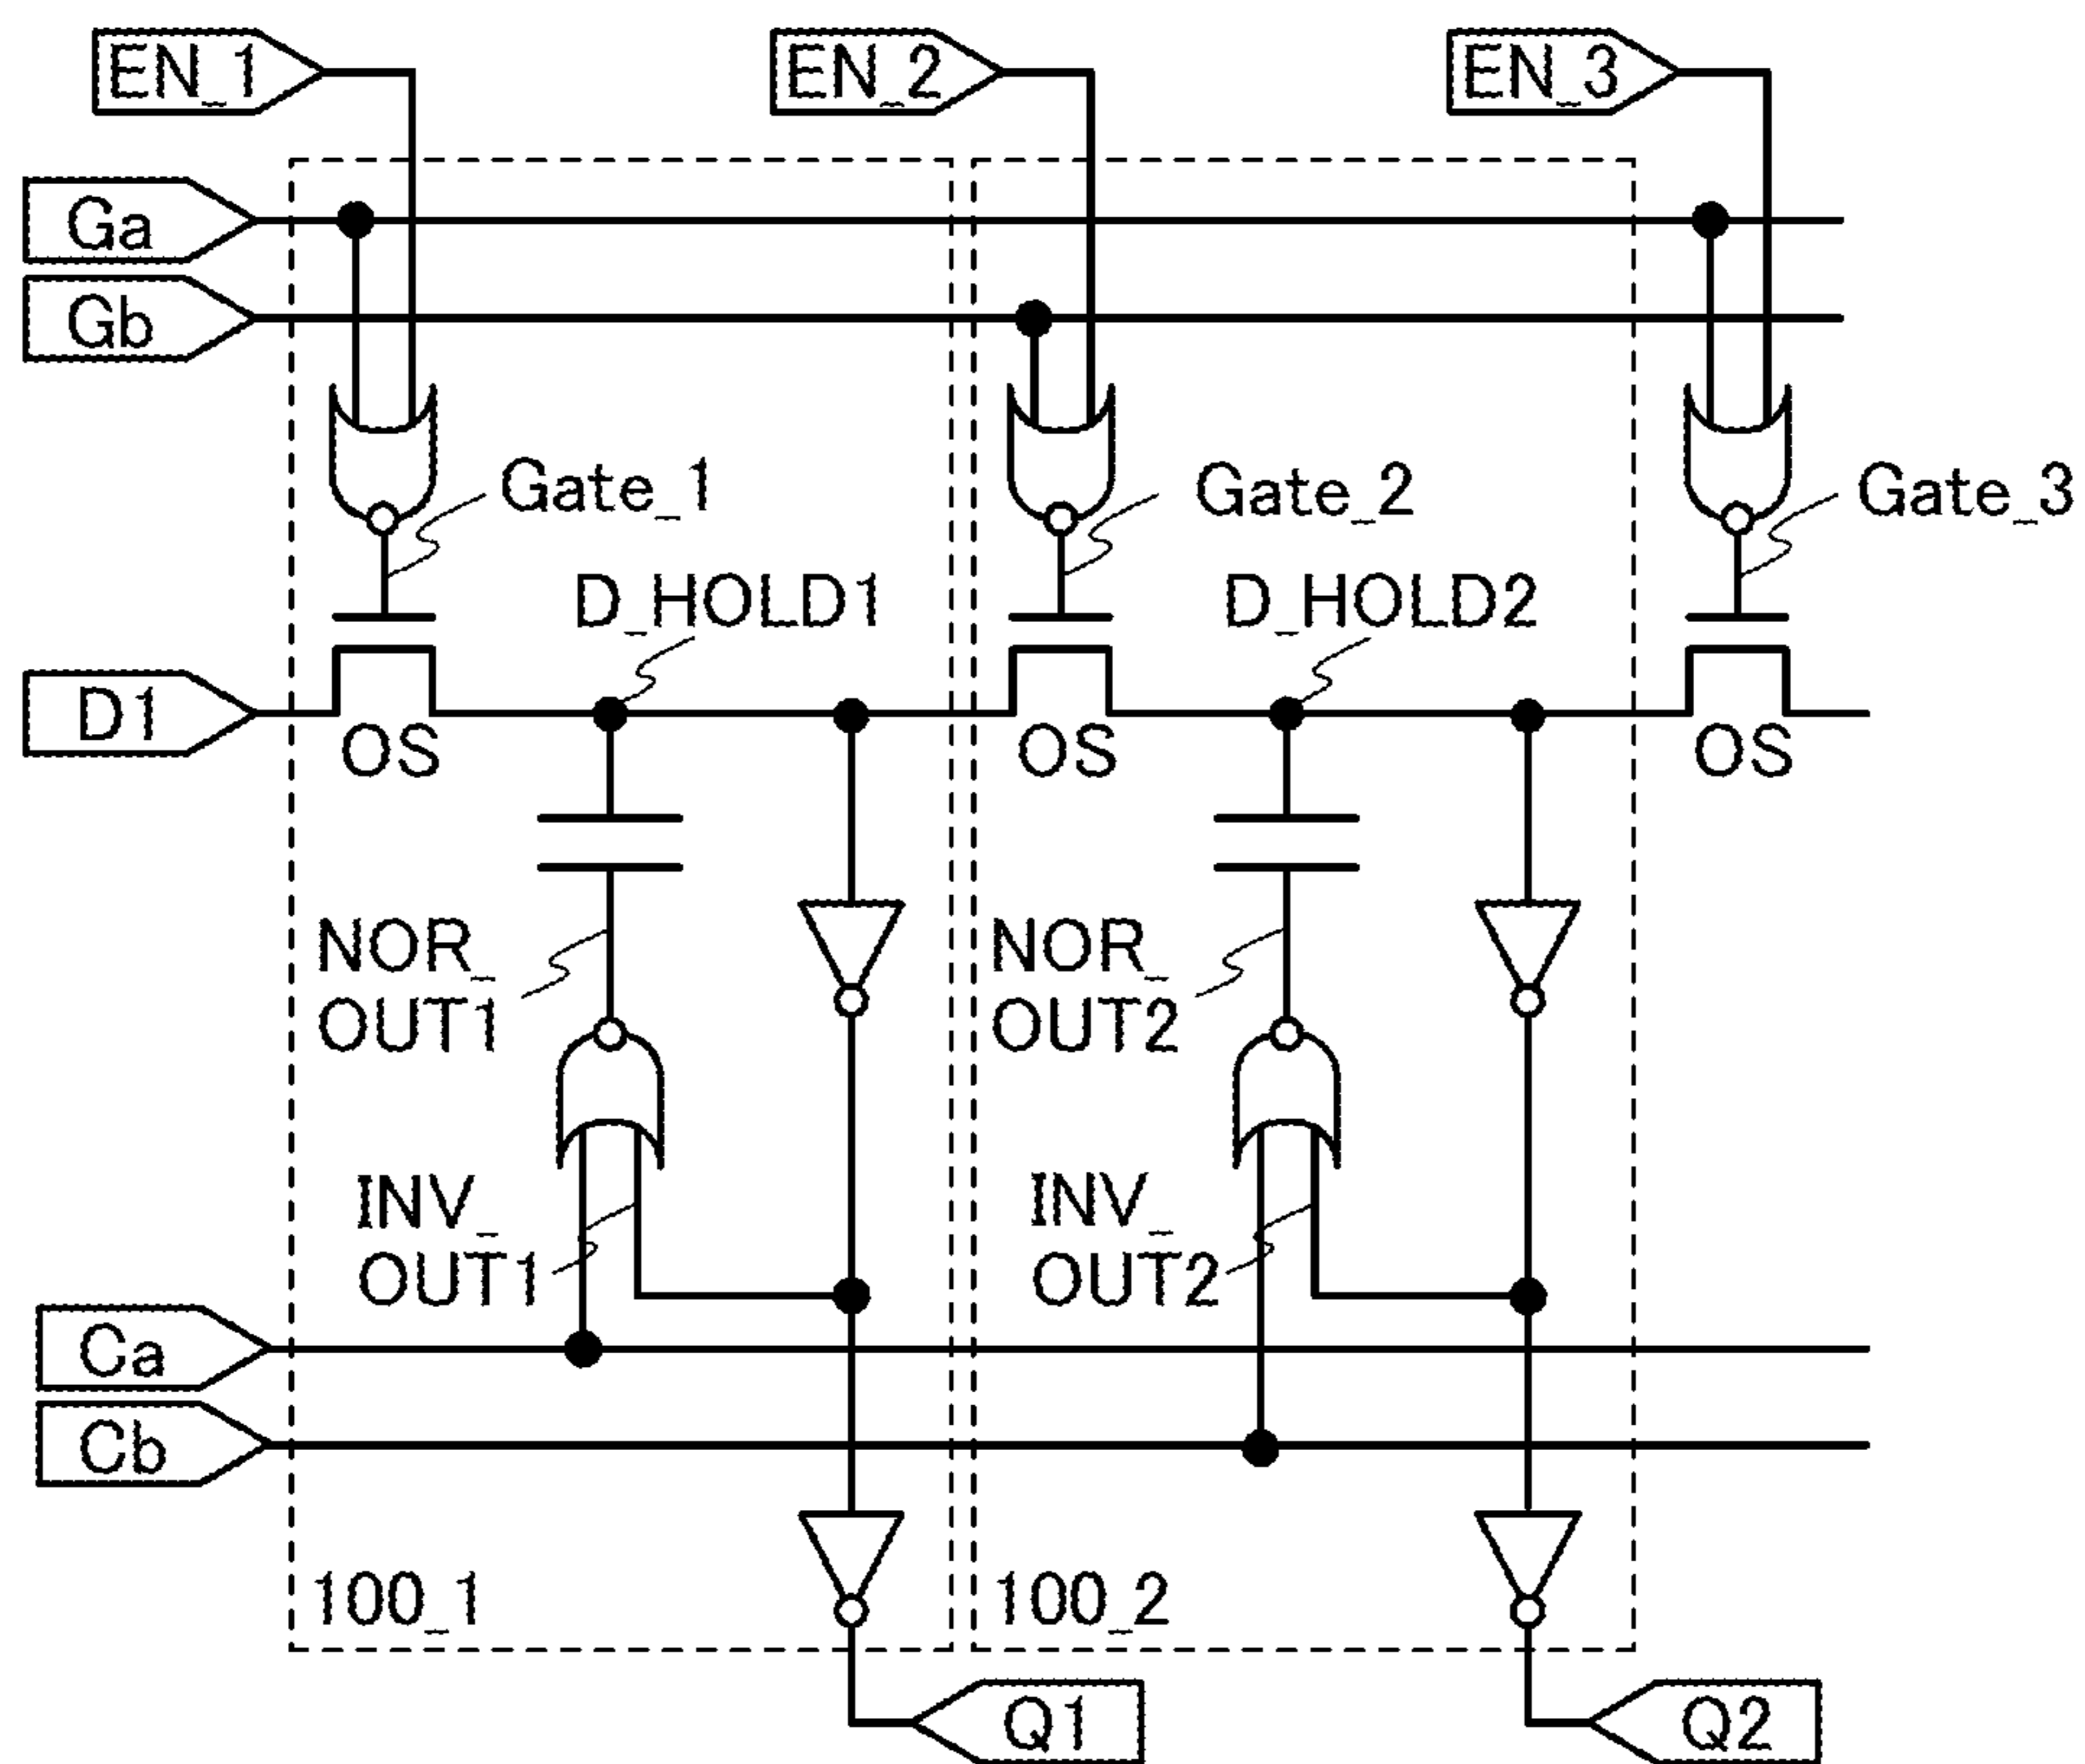 EN_1
EN_2
EN_3
Ga
Gb
Gate_1
Gate_2
Gate_3
D_HOLD1
D_HOLD2
D1
OS
OS
OS
NOR_
OUT1
NOR_
OUT2
INV_
OUT1
INV_
OUT2
Ca
Cb
100_1
100_2
Q1
Q2